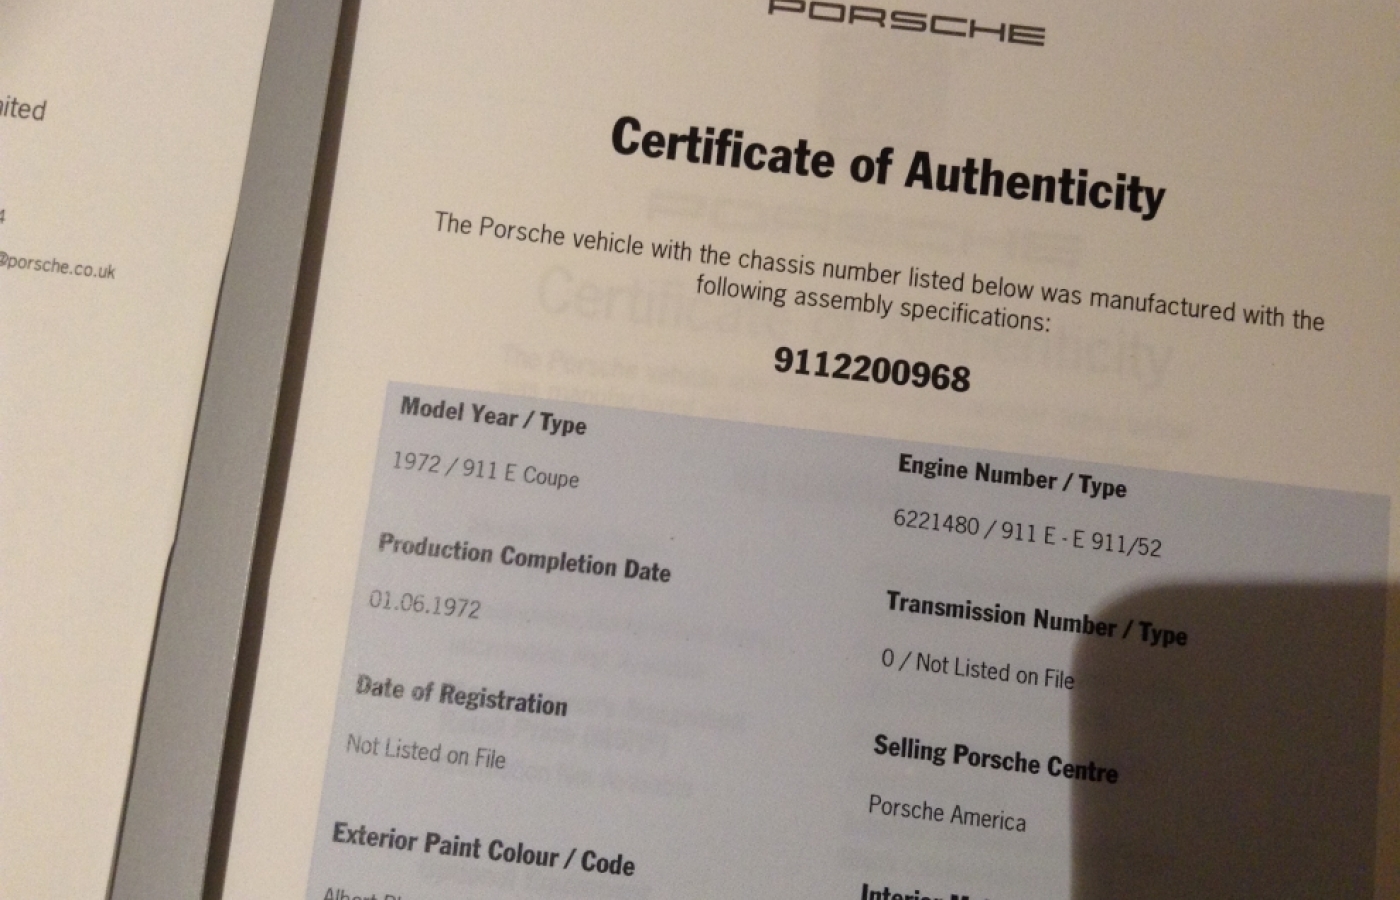 PORSCHE
Certificate of Authenticity
The Porsche vehicle with the chassis number listed below was manufactured with the
following assembly specifications:
9112200968
Model Year / Type
1972 / 911 E Coupe
Production Completion Date
01.06.1972
Date of Registration
Not Listed on File
Exterior Paint Colour / Code
Albert
Engine Number / Type
6221480 / 911 E - E 911/52
Transmission Number / Type
0 / Not Listed on File
Selling Porsche Centre
Porsche America
Interior
ited
4
@porsche.co.uk